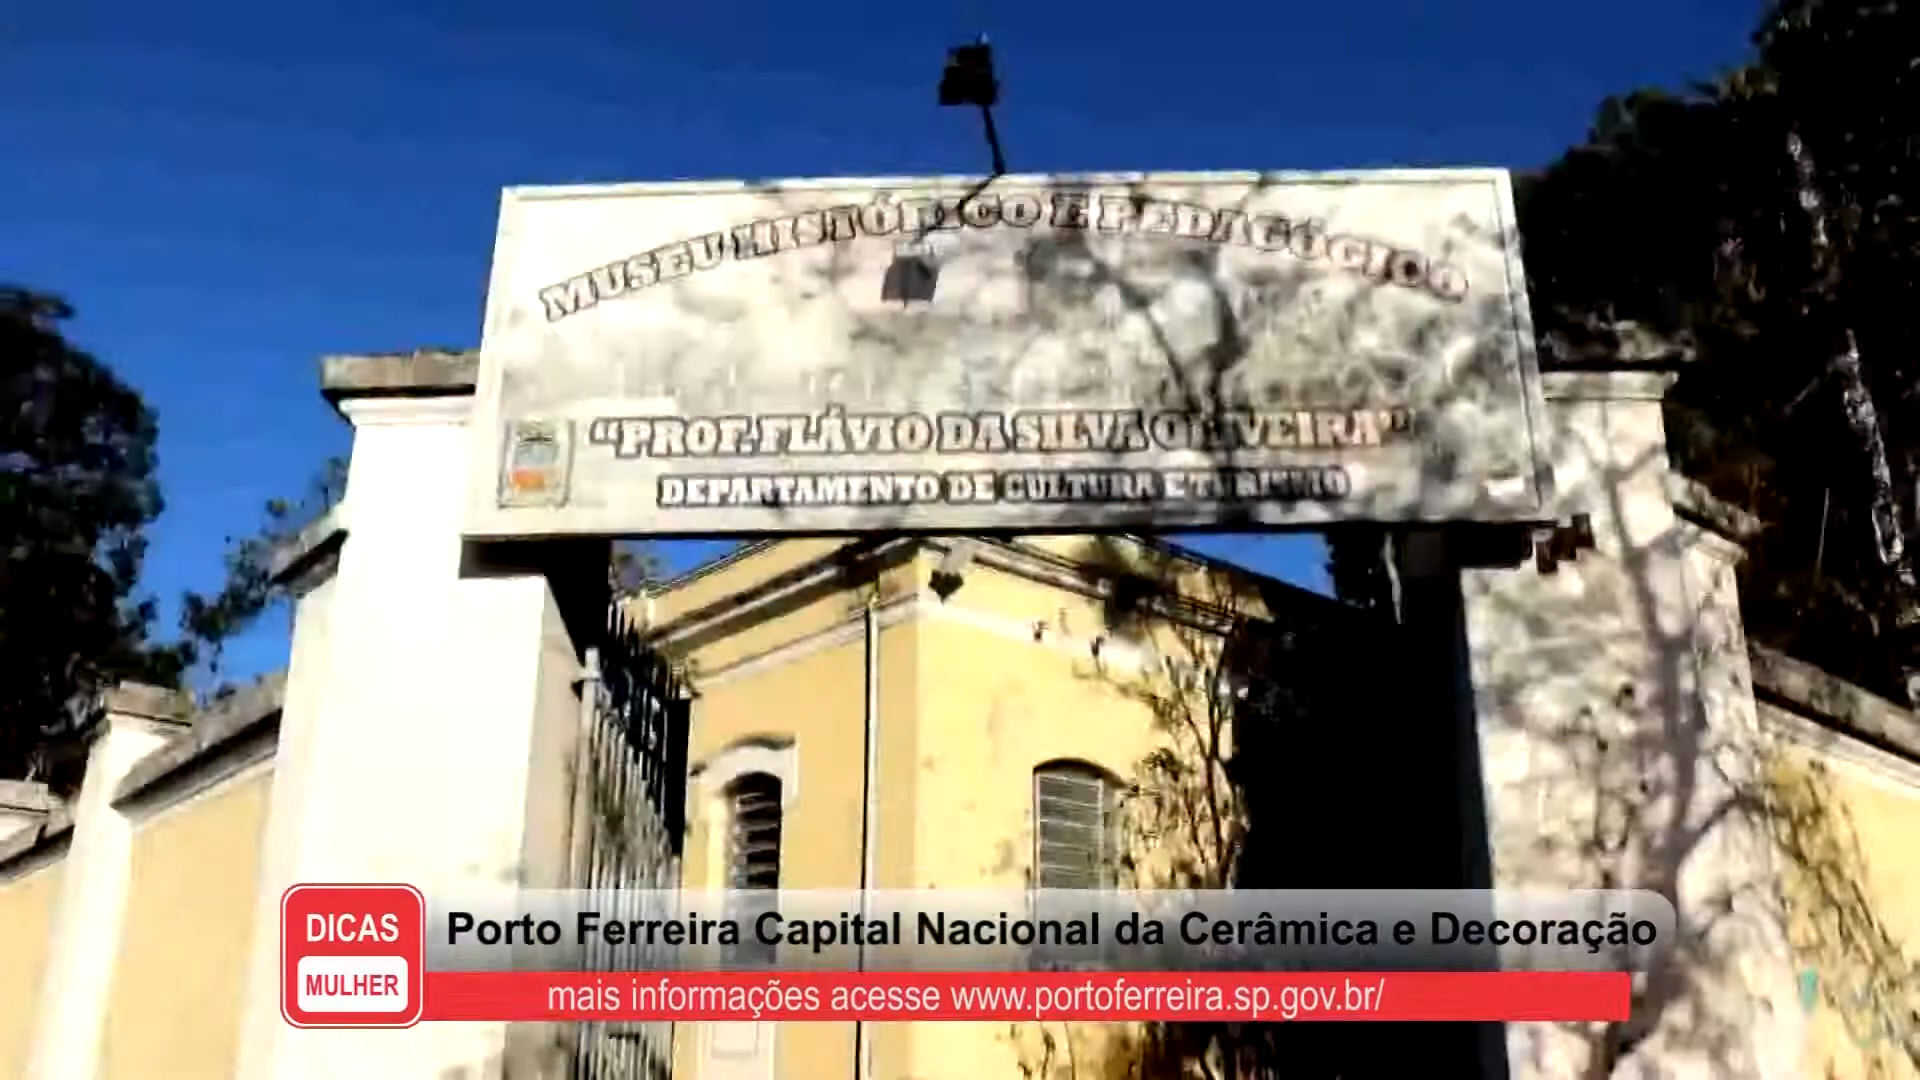 MUSEU HISTÓRICO E PEDAGÓGICO
"PROF. FLÁVIO DA SILVA OLIVEIRA"
DEPARTAMENTO DE CULTURA E TURISMO
DICAS
MULHER
Porto Ferreira Capital Nacional da Cerâmica e Decoração
mais informações acesse www.portoferreira.sp.gov.br/